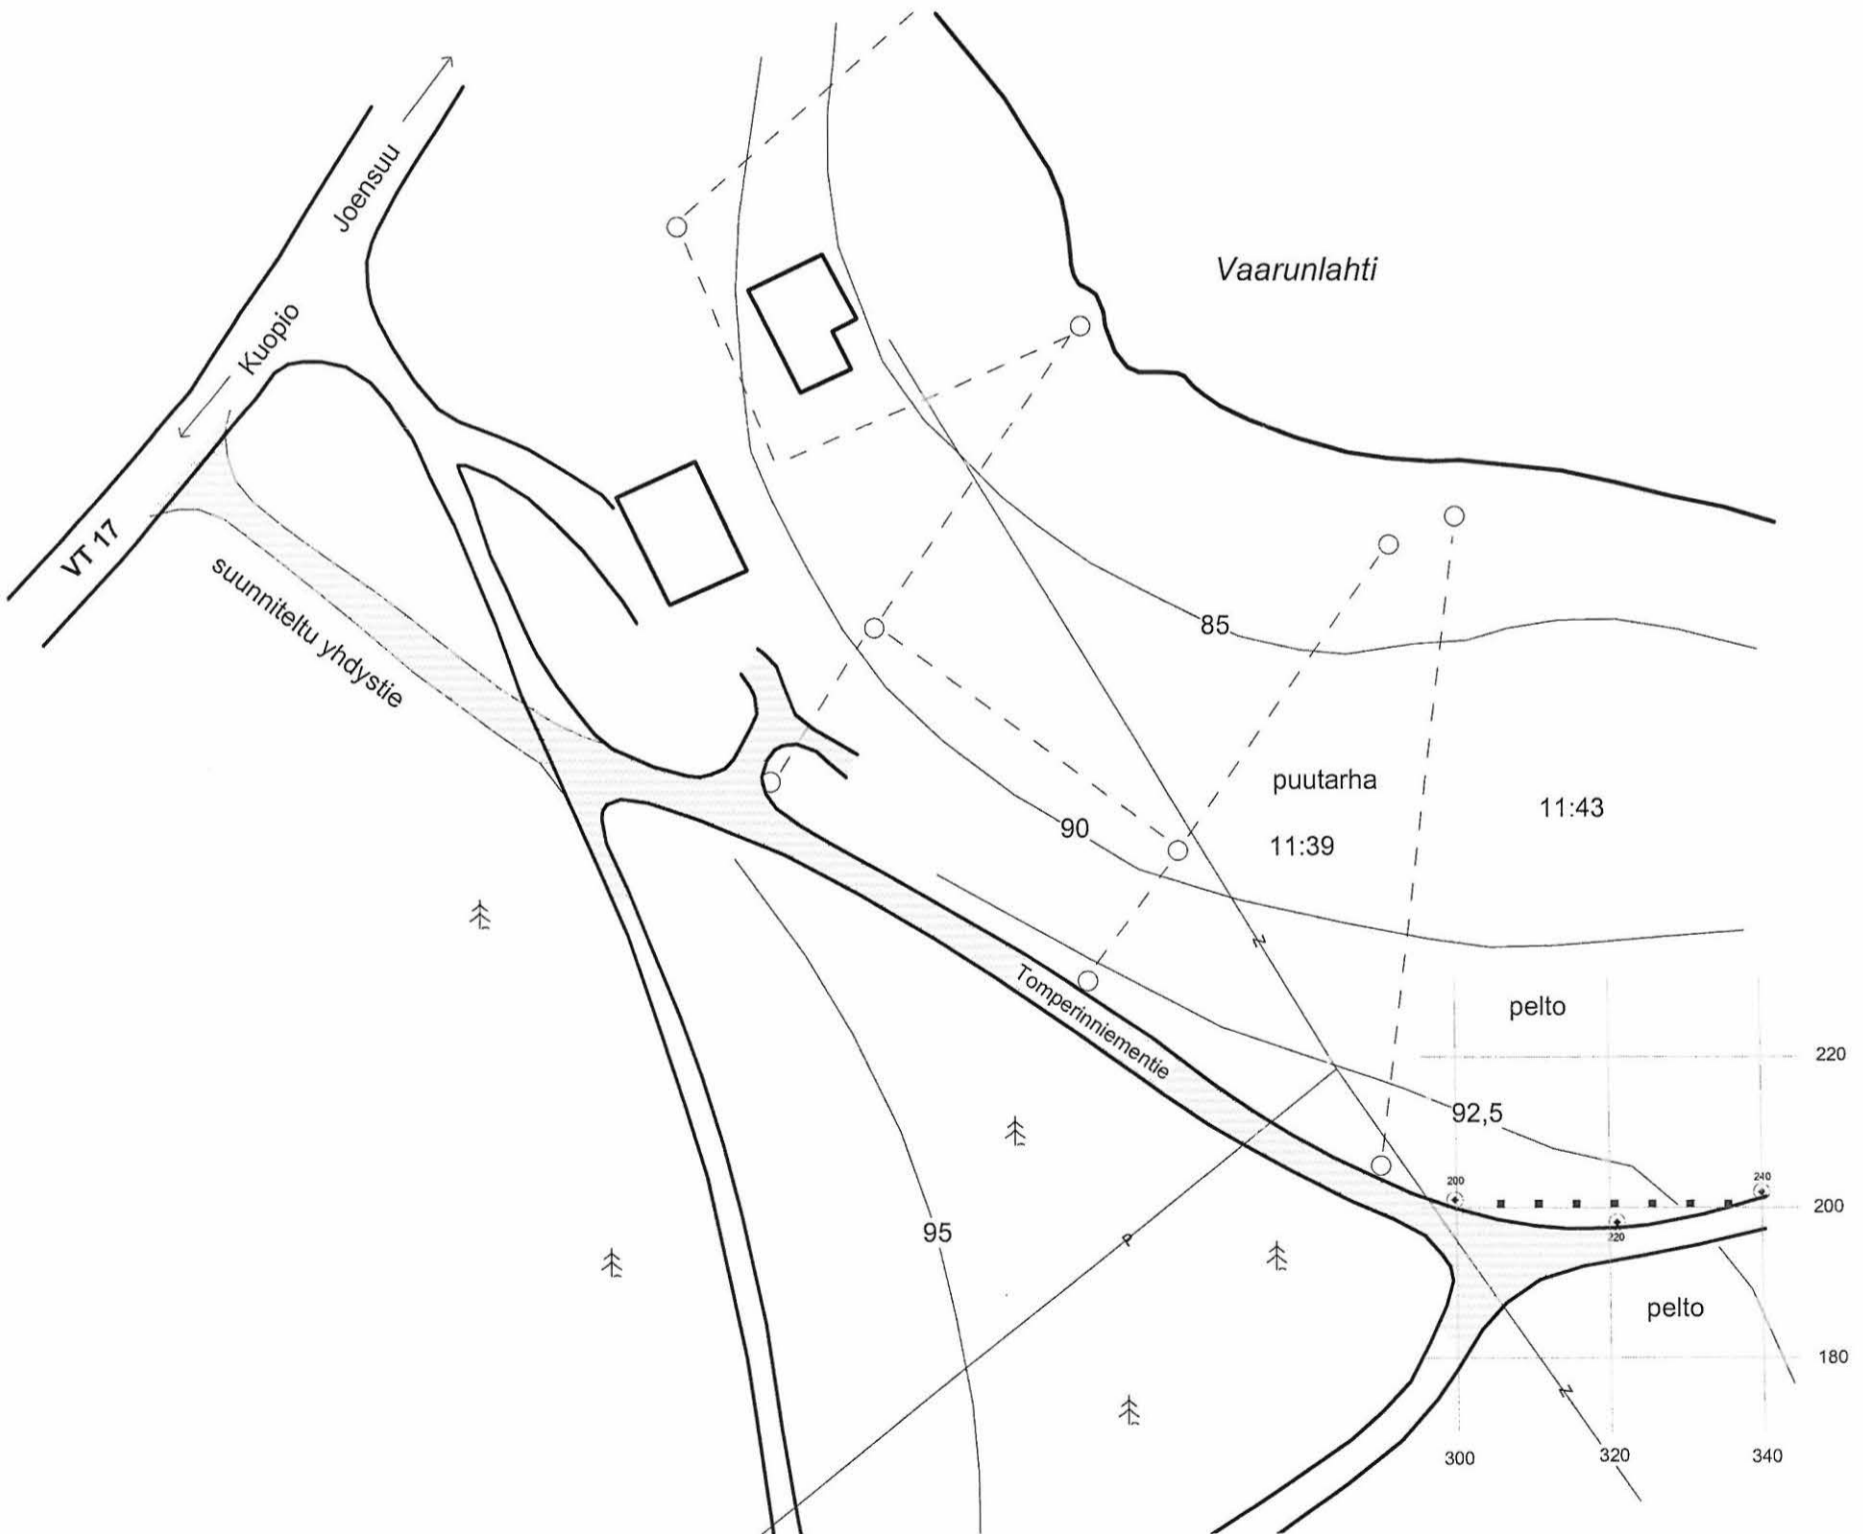 Joensuu
Vaarunlahti
Kuopio
VT 17
suunniteltu yhdystie
85
puutarha
11:43
90
11:39
Tomperinniementie
pelto
220
92,5
200
240
200
220
95
pelto
180
300
320
340
Z
Z
P